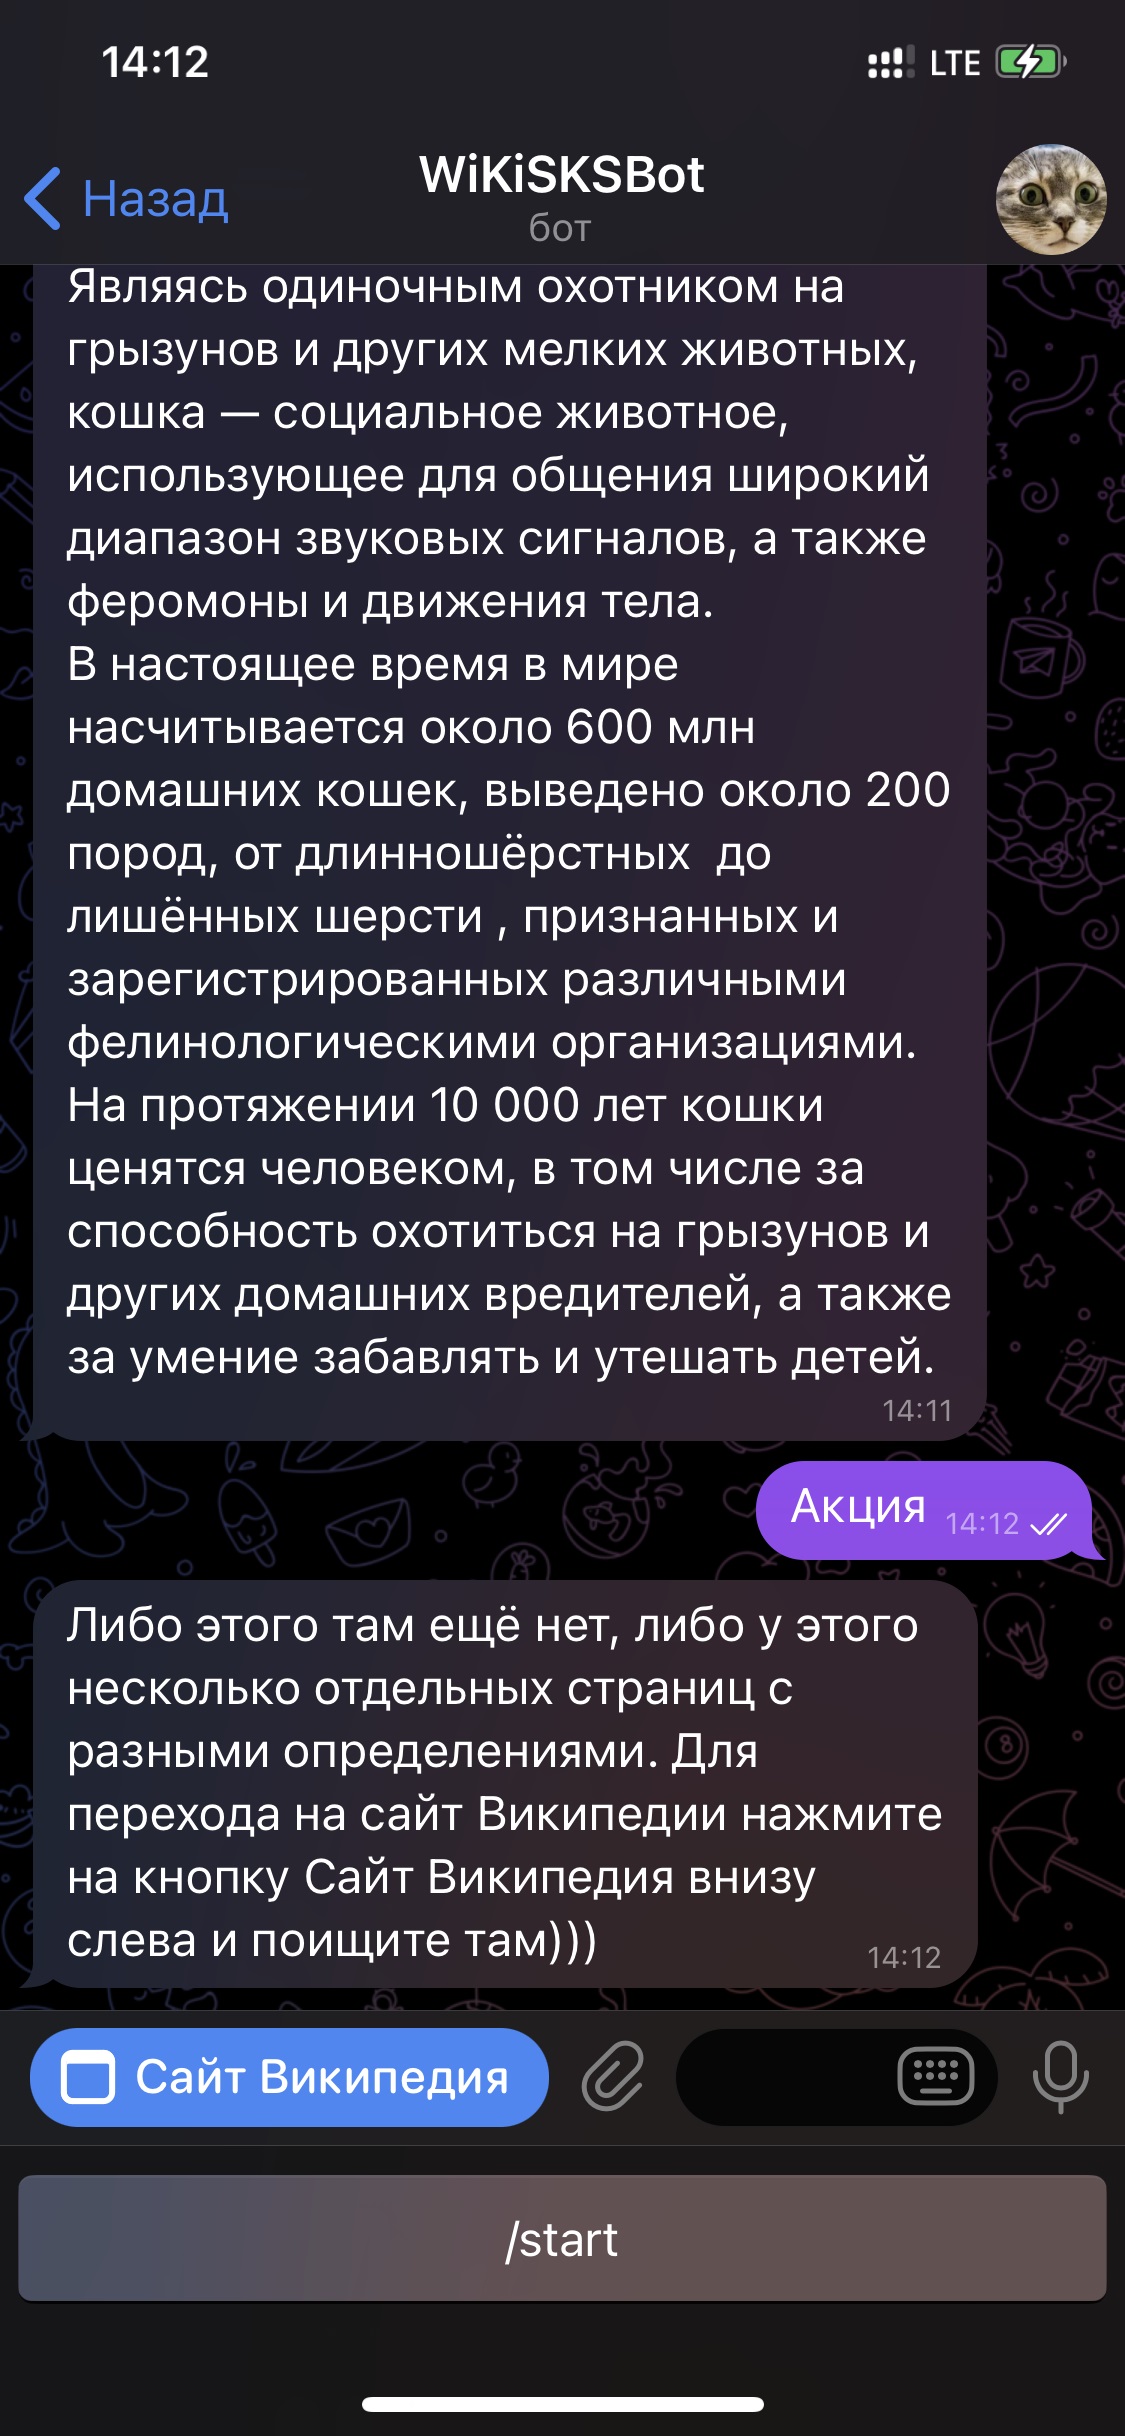 14:12
LTE
Назад
WiKiSKSBot
бот
Являясь одиночным охотником на
грызунов и других мелких животных,
кошка — социальное животное,
использующее для общения широкий
диапазон звуковых сигналов, а также
феромоны и движения тела.
В настоящее время в мире
насчитывается около 600 млн
домашних кошек, выведено около 200
пород, от длинношёрстных  до
лишённых шерсти , признанных и
зарегистрированных различными
фелинологическими организациями.
На протяжении 10 000 лет кошки
ценятся человеком, в том числе за
способность охотиться на грызунов и
других домашних вредителей, а также
за умение забавлять и утешать детей.
14:11
Акция 14:12
Либо этого там ещё нет, либо у этого
несколько отдельных страниц с
разными определениями. Для
перехода на сайт Википедии нажмите
на кнопку Сайт Википедия внизу
слева и поищите там)))
14:12
Сайт Википедия
/start